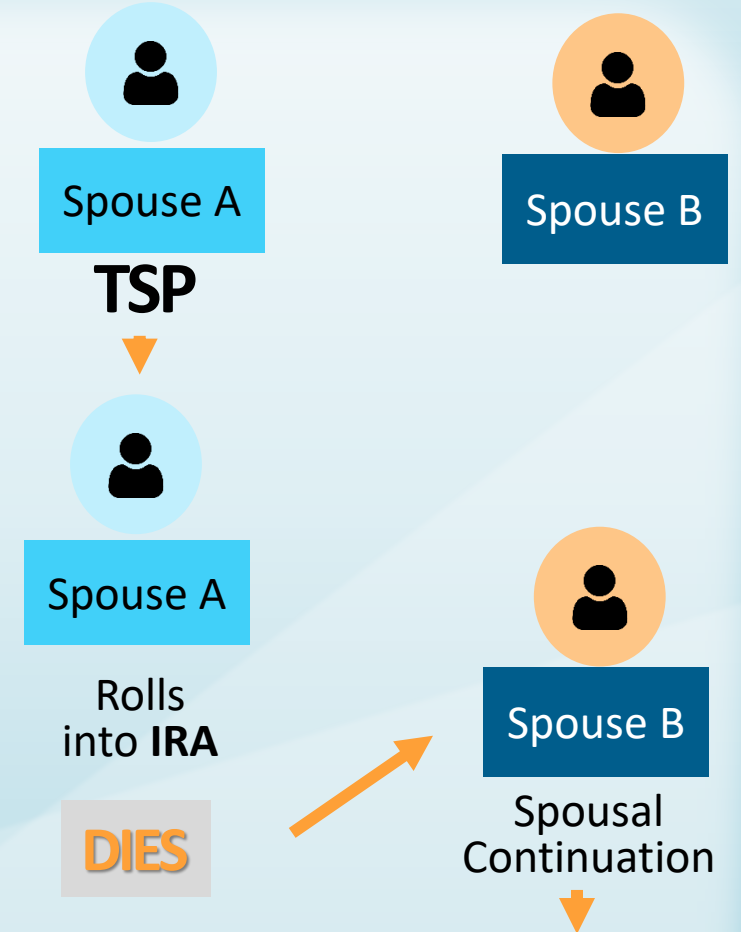 Spouse A
Spouse B
TSP
Spouse A
Rolls
into IRA
DIES
Spouse B
Spousal
Continuation